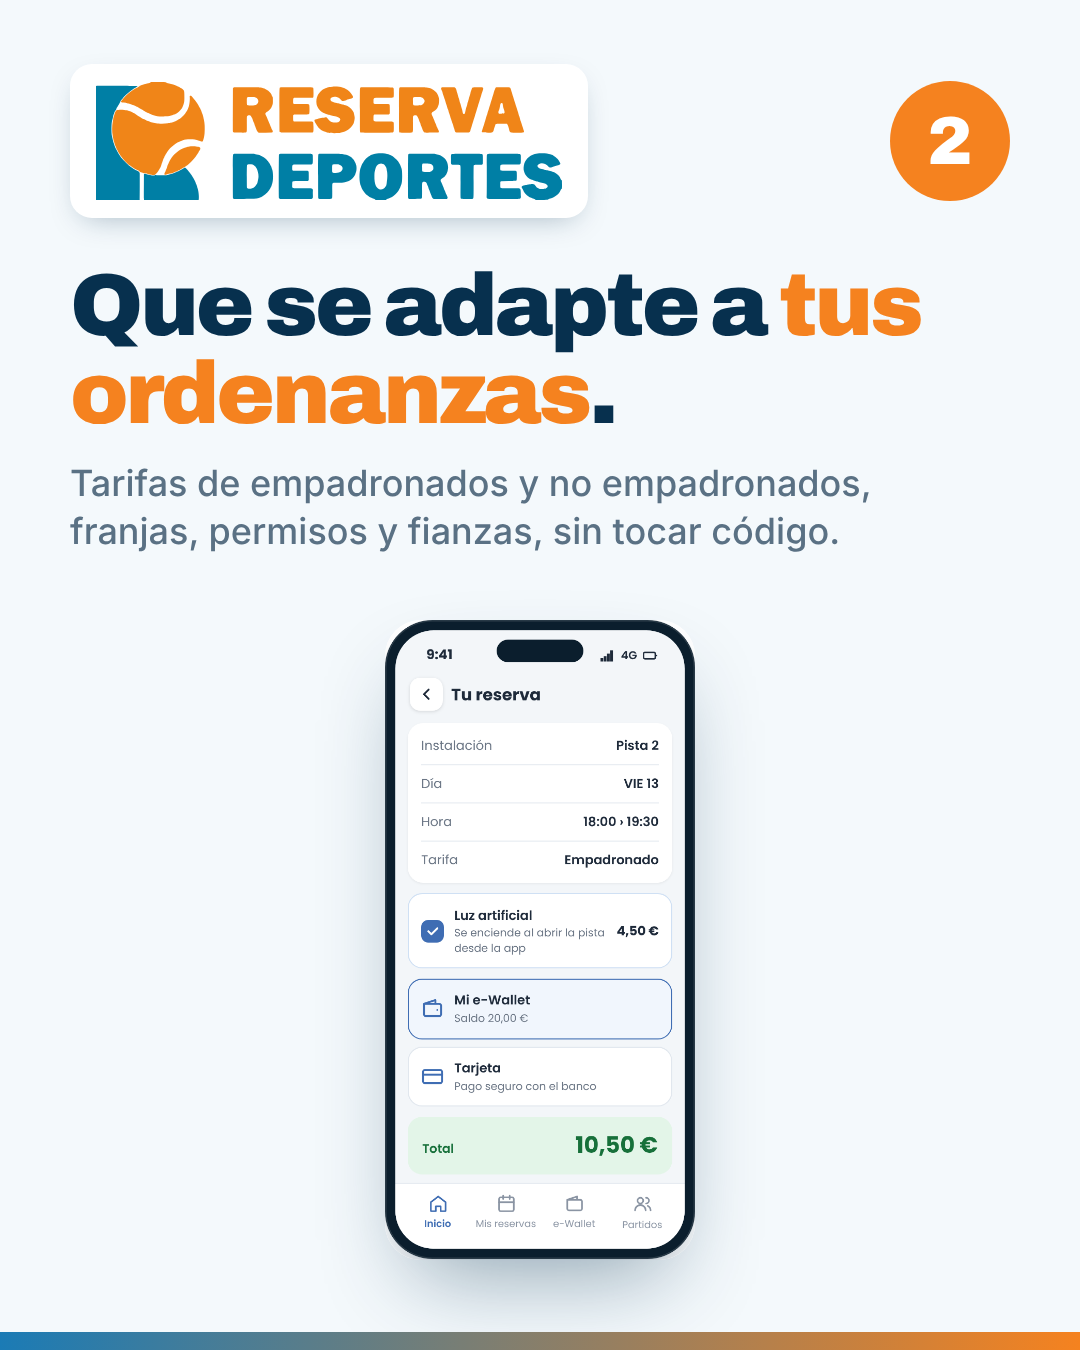 RESERVA
DEPORTES
2
Que se adapte a tus
ordenanzas.
Tarifas de empadronados y no empadronados,
franjas, permisos y fianzas, sin tocar código.
9:41
4G
Tu reserva
Instalación Pista 2
Día VIE 13
Hora 18:00 › 19:30
Tarifa Empadronado
Luz artificial
Se enciende al abrir la pista 4,50 €
desde la app
Mi e-Wallet
Saldo 20,00 €
Tarjeta
Pago seguro con el banco
Total 10,50 €
Inicio Mis reservas e-Wallet Partidos